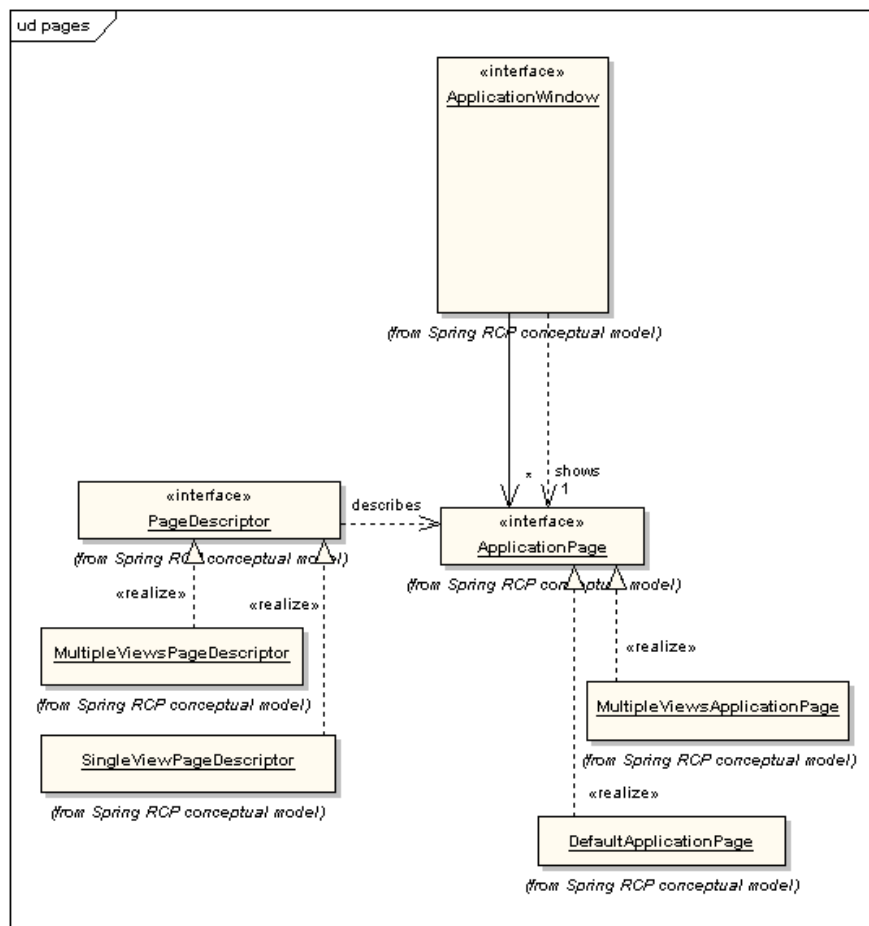 ud pages
«interface»
ApplicationWindow
(from Spring RCP conceptual model)
* shows
1
«interface»
PageDescriptor
(from Spring RCP conceptual model)
describes
«interface»
ApplicationPage
(from Spring RCP conceptual model)
«realize»
«realize»
MultipleViewsPageDescriptor
(from Spring RCP conceptual model)
SingleViewPageDescriptor
(from Spring RCP conceptual model)
«realize»
MultipleViewsApplicationPage
(from Spring RCP conceptual model)
«realize»
DefaultApplicationPage
(from Spring RCP conceptual model)